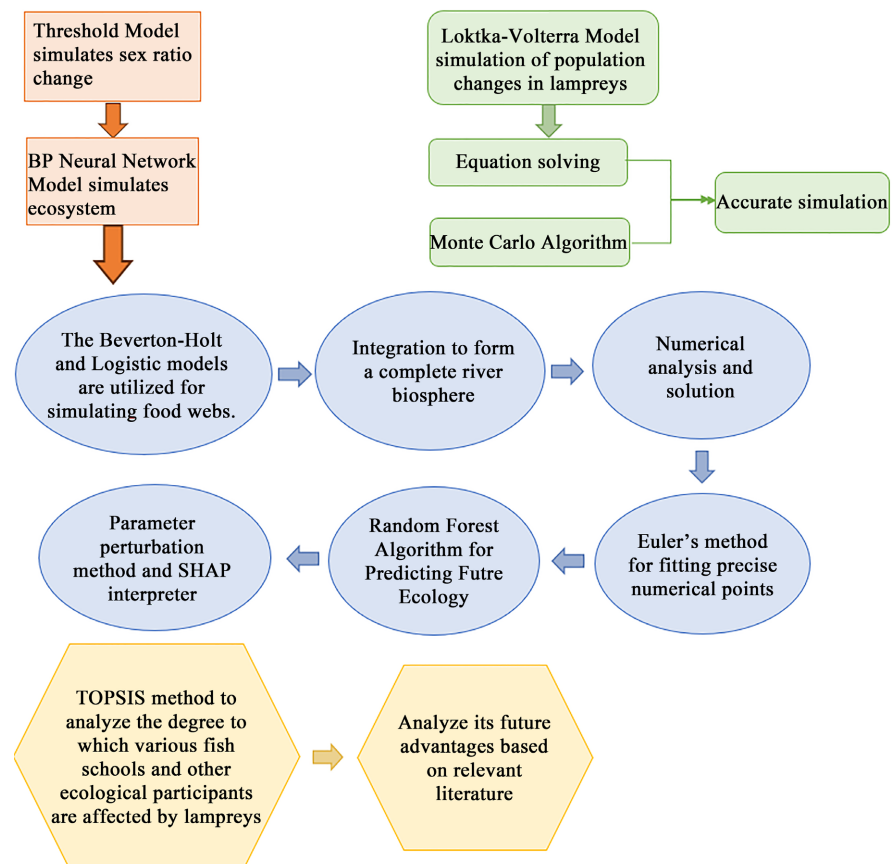 Threshold Model
simulates sex ratio
change
BP Neural Network
Model simulates
ecosystem
Loktka-Volterra Model
simulation of population
changes in lampreys
Equation solving
Monte Carlo Algorithm
Accurate simulation
The Beverton-Holt
and Logistic models
are utilized for
simulating food webs.
Integration to form
a complete river
biosphere
Numerical
analysis and
solution
Euler's method
for fitting precise
numerical points
Random Forest
Algorithm for
Predicting Futre
Ecology
Parameter
perturbation
method and SHAP
interpreter
TOPSIS method to
analyze the degree to
which various fish
schools and other
ecological participants
are affected by lampreys
Analyze its future
advantages based
on relevant
literature